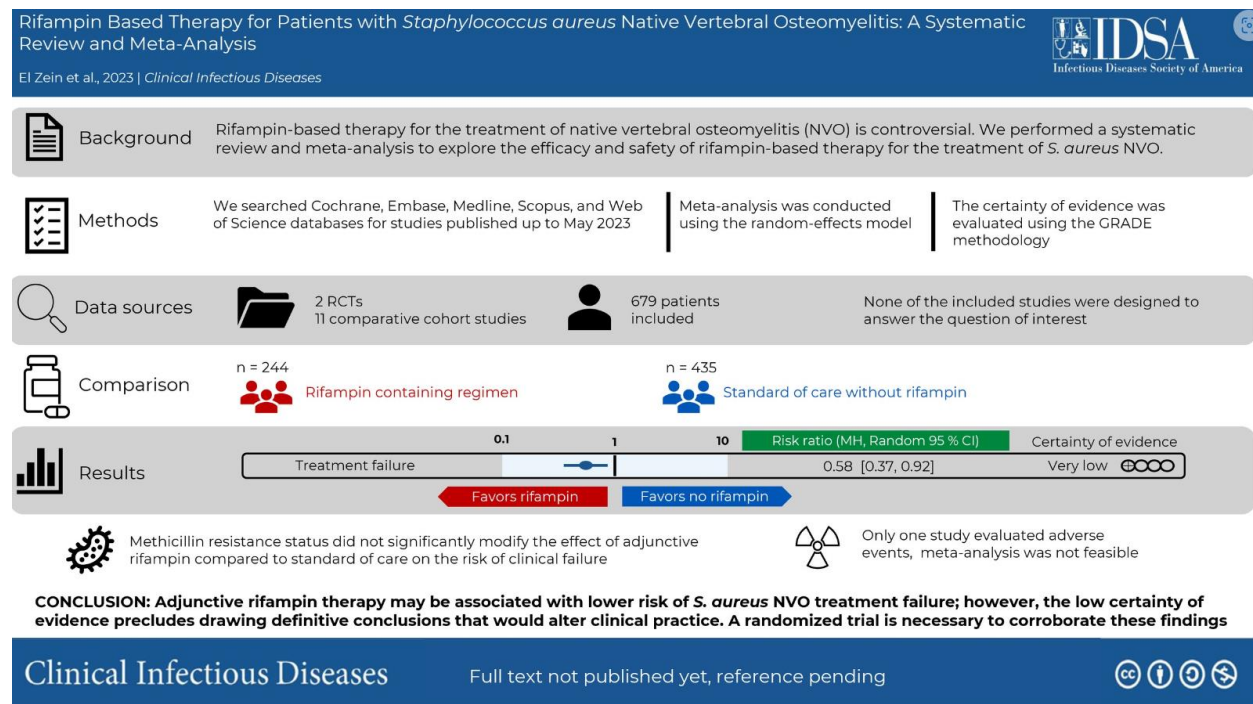 Rifampin Based Therapy for Patients with Staphylococcus aureus Native Vertebral Osteomyelitis: A Systematic
Review and Meta-Analysis
El Zein et al., 2023 | Clinical Infectious Diseases
IDSA
Infectious Diseases Society of America
Background
Rifampin-based therapy for the treatment of native vertebral osteomyelitis (NVO) is controversial. We performed a systematic
review and meta-analysis to explore the efficacy and safety of rifampin-based therapy for the treatment of S. aureus NVO.
Methods
We searched Cochrane, Embase, Medline, Scopus, and Web
of Science databases for studies published up to May 2023
Meta-analysis was conducted
using the random-effects model
The certainty of evidence was
evaluated using the GRADE
methodology
Data sources
2 RCTs
11 comparative cohort studies
679 patients
included
None of the included studies were designed to
answer the question of interest
Comparison
n = 244
Rifampin containing regimen
n = 435
Standard of care without rifampin
Results
0.1
1
10
Risk ratio (MH, Random 95 % CI)
Certainty of evidence
Treatment failure
0.58 [0.37, 0.92]
Very low
Favors rifampin
Favors no rifampin
Methicillin resistance status did not significantly modify the effect of adjunctive
rifampin compared to standard of care on the risk of clinical failure
Only one study evaluated adverse
events, meta-analysis was not feasible
CONCLUSION: Adjunctive rifampin therapy may be associated with lower risk of S. aureus NVO treatment failure; however, the low certainty of
evidence precludes drawing definitive conclusions that would alter clinical practice. A randomized trial is necessary to corroborate these findings
Clinical Infectious Diseases
Full text not published yet, reference pending
cc